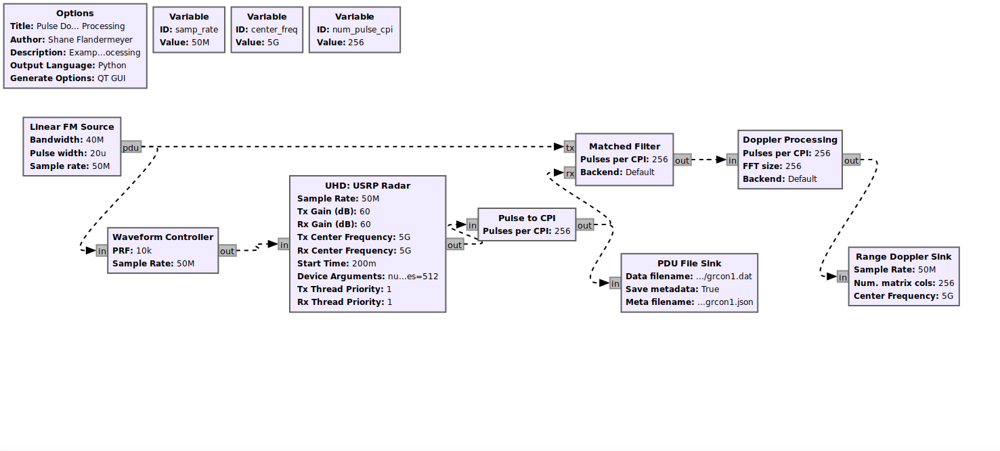 Options
Title: Pulse Do... Processing
Author: Shane Flandermeyer
Description: Examp...ocessing
Output Language: Python
Generate Options: QT GUI
Variable
ID: samp_rate
Value: 50M
Variable
ID: center_freq
Value: 5G
Variable
ID: num_pulse_cpi
Value: 256
Linear FM Source
Bandwidth: 40M
Pulse width: 20u
Sample rate: 50M
pdu
in
Waveform Controller
PRF: 10k
Sample Rate: 50M
out
in
UHD: USRP Radar
Sample Rate: 50M
Tx Gain (dB): 60
Rx Gain (dB): 60
Tx Center Frequency: 5G
Rx Center Frequency: 5G
Start Time: 200m
Device Arguments: nu...es=512
Tx Thread Priority: 1
Rx Thread Priority: 1
out
in
Pulse to CPI
Pulses per CPI: 256
out
tx
rx
Matched Filter
Pulses per CPI: 256
Backend: Default
out
in
PDU File Sink
Data filename: .../grcon1.dat
Save metadata: True
Meta filename: ...grcon1.json
in
Doppler Processing
Pulses per CPI: 256
FFT size: 256
Backend: Default
out
in
Range Doppler Sink
Sample Rate: 50M
Num. matrix cols: 256
Center Frequency: 5G